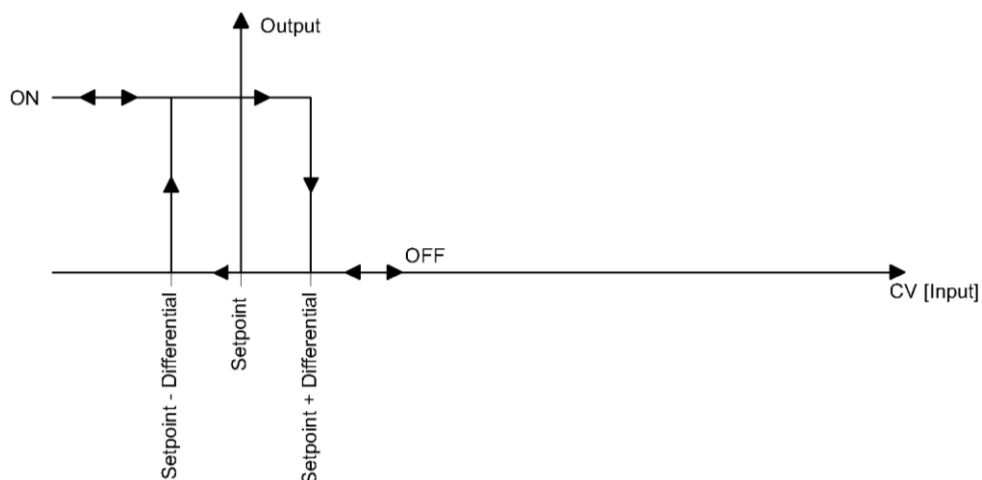 Output
ON
OFF
CV [Input]
Setpoint - Differential
Setpoint
Setpoint + Differential